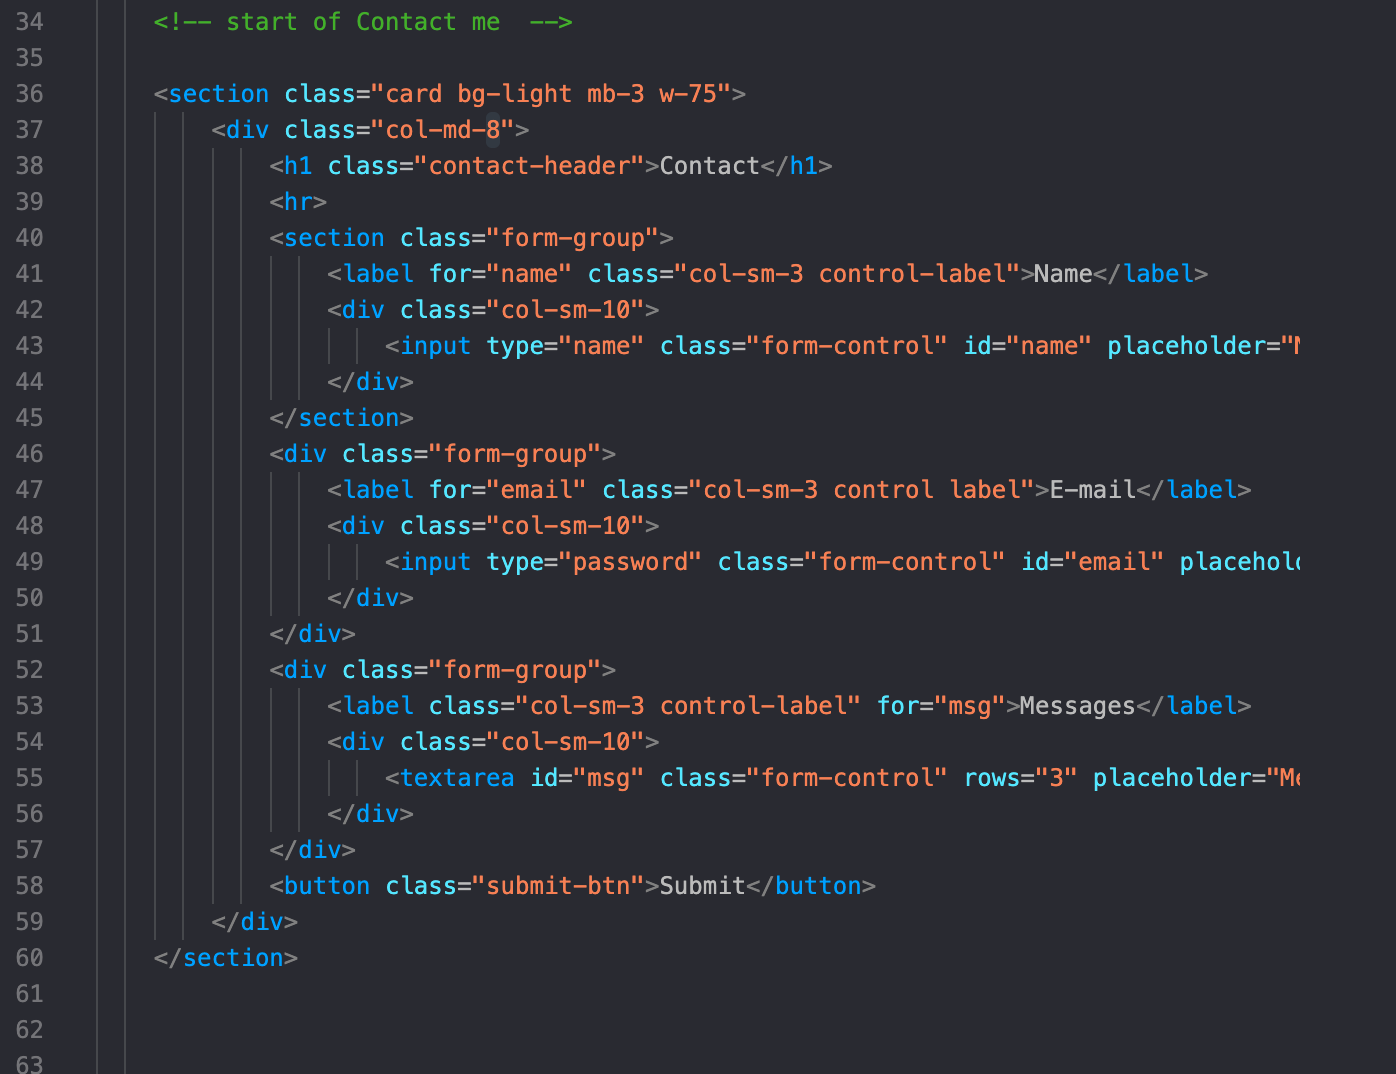 34 <!-- start of Contact me  -->
35
36 <section class="card bg-light mb-3 w-75">
37 <div class="col-md-8">
38 <h1 class="contact-header">Contact</h1>
39 <hr>
40 <section class="form-group">
41 <label for="name" class="col-sm-3 control-label">Name</label>
42 <div class="col-sm-10">
43 <input type="name" class="form-control" id="name" placeholder="
44 </div>
45 </section>
46 <div class="form-group">
47 <label for="email" class="col-sm-3 control label">E-mail</label>
48 <div class="col-sm-10">
49 <input type="password" class="form-control" id="email"
50 </div>
51 </div>
52 <div class="form-group">
53 <label class="col-sm-3 control-label" for="msg">Messages</label>
54 <div class="col-sm-10">
55 <textarea id="msg" class="form-control" rows="3" placeholder="
56 </div>
57 </div>
58 <button class="submit-btn">Submit</button>
59 </div>
60 </section>
61
62
63